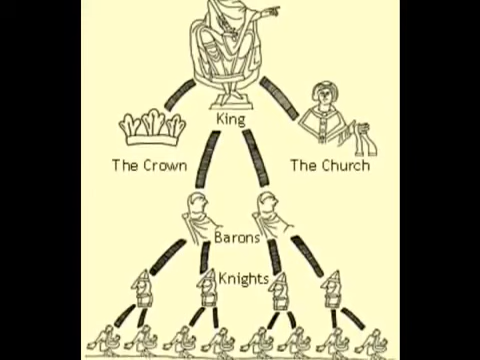 King
The Crown
The Church
Barons
Knights